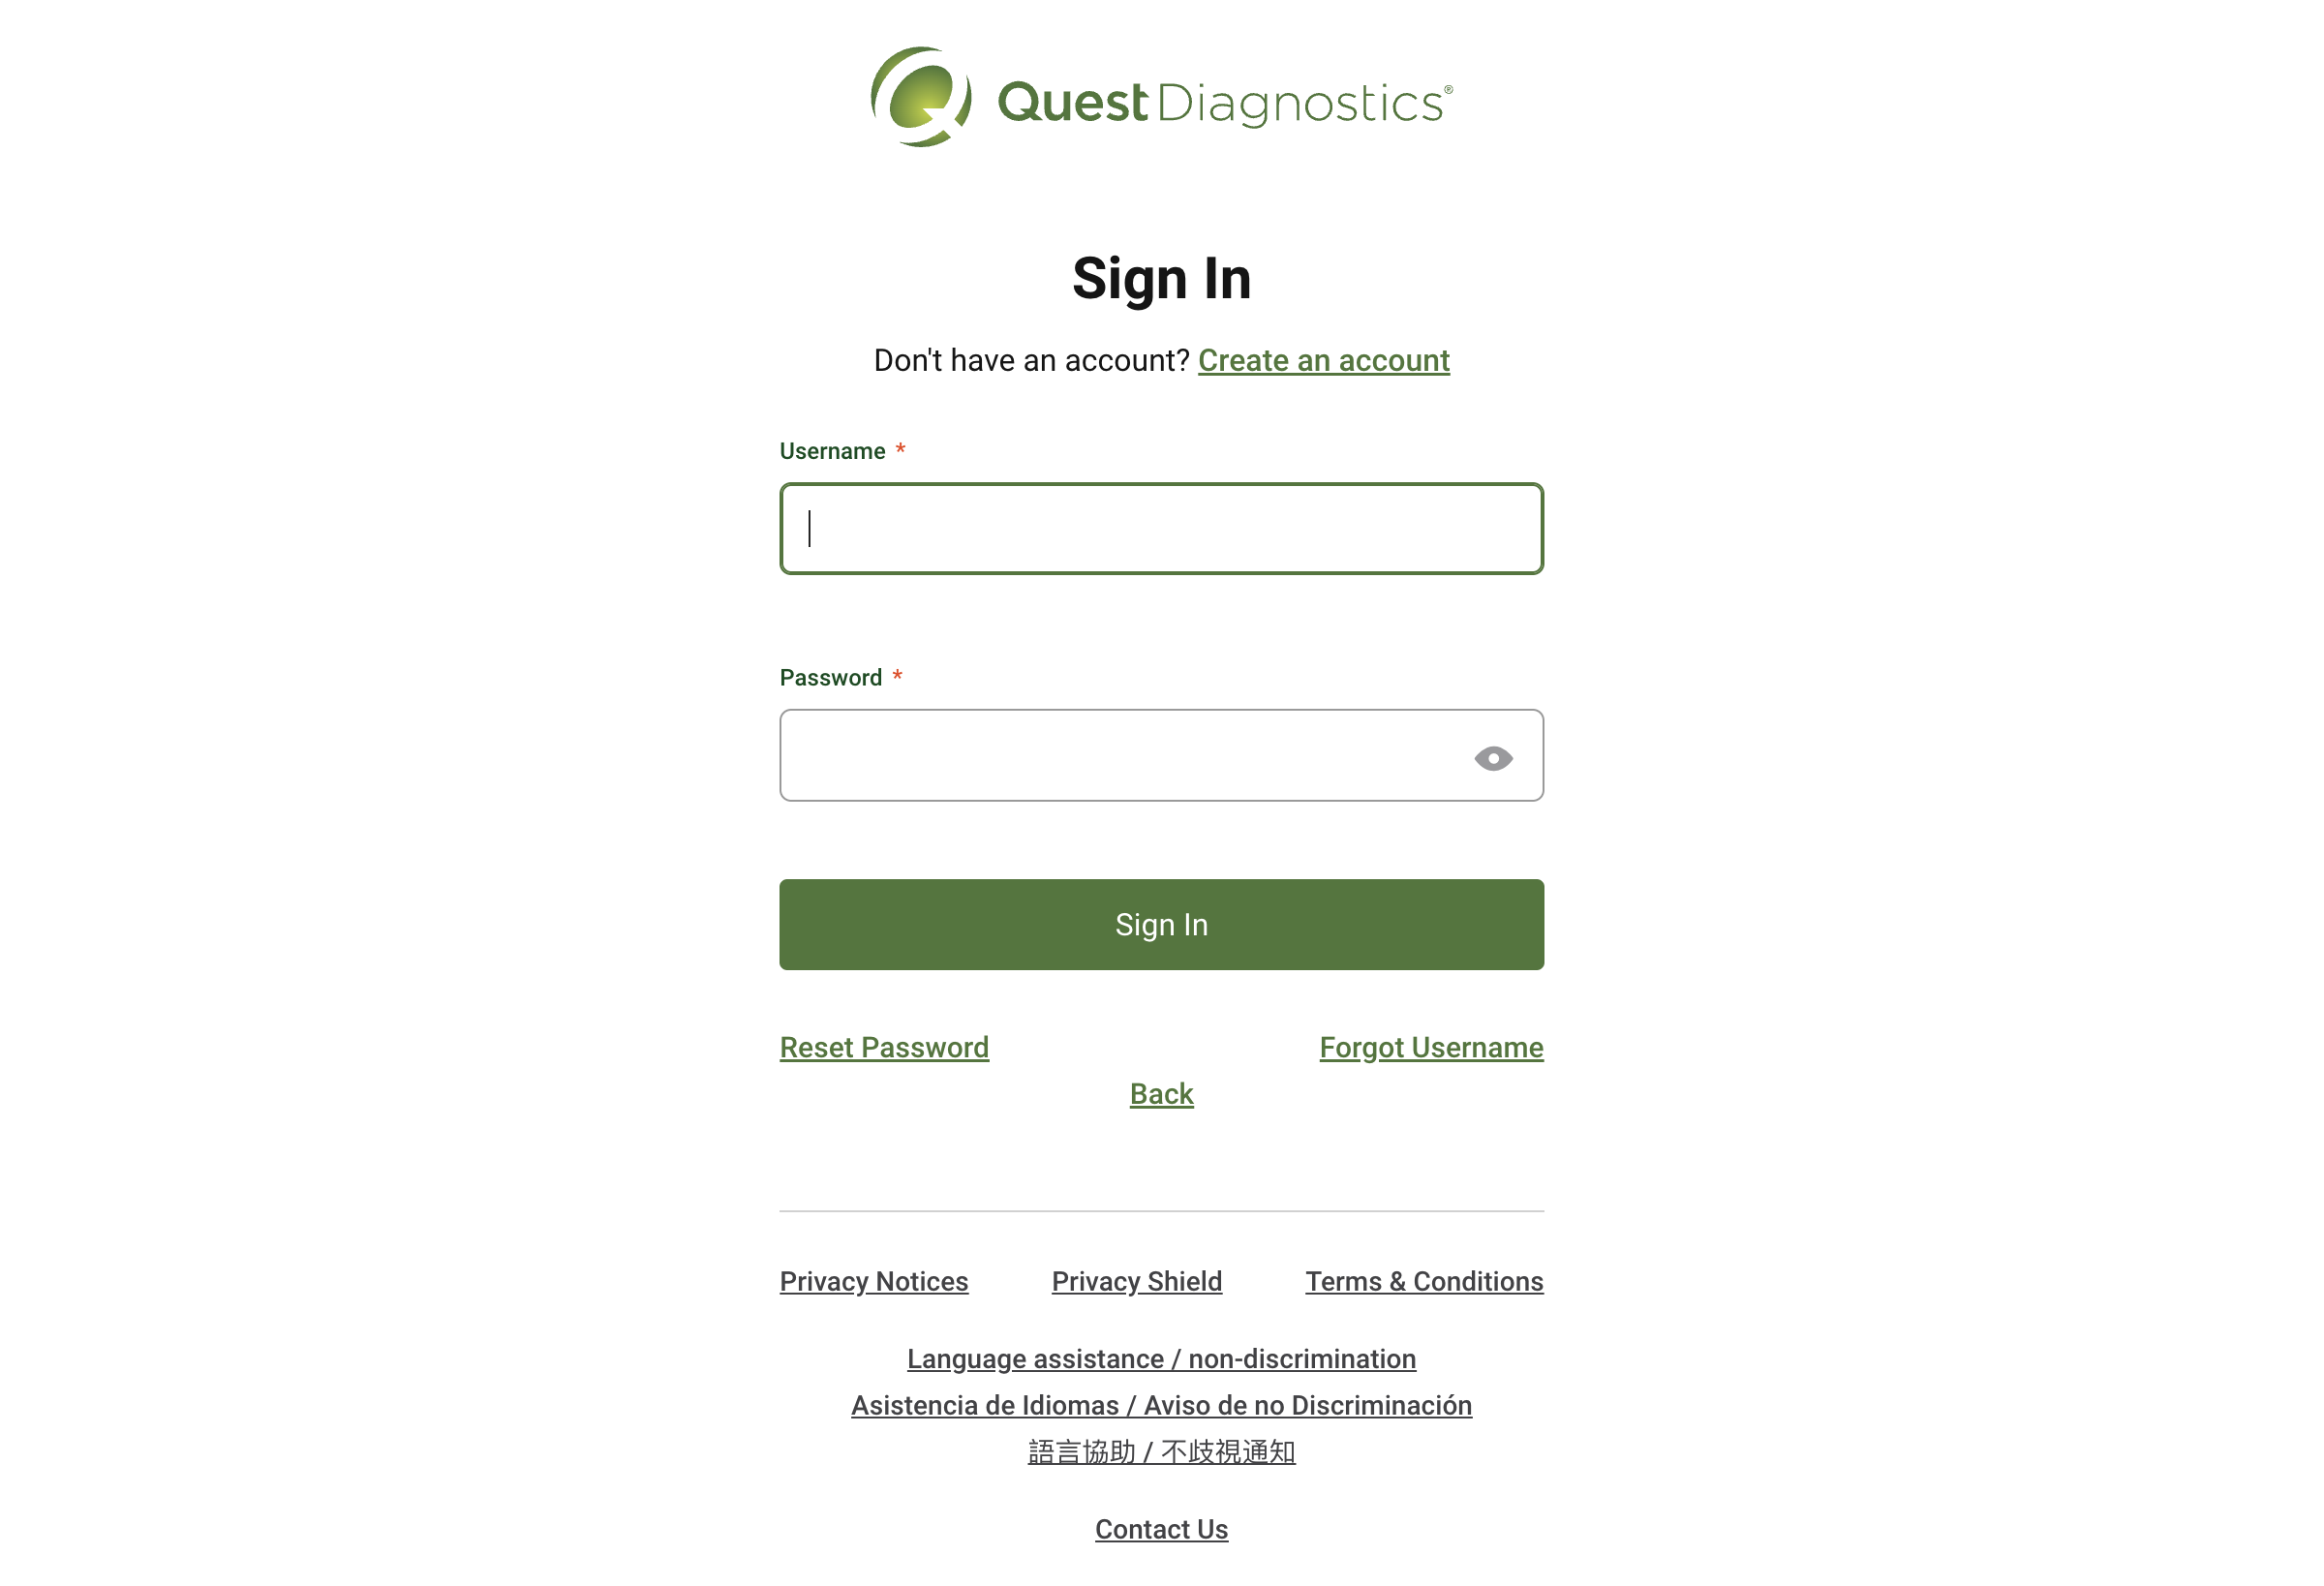 Quest Diagnostics®
Sign In
Don't have an account? Create an account
Username *
Password *
Sign In
Reset Password Forgot Username
Back
Privacy Notices Privacy Shield Terms & Conditions
Language assistance / non-discrimination
Asistencia de Idiomas / Aviso de no Discriminación
語言協助 / 不歧視通知
Contact Us